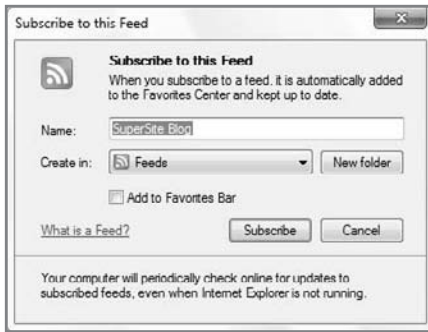 Subscribe to this Feed
Subscribe to this Feed
When you subscribe to a feed, it is automatically added
to the Favorites Center and kept up to date.
Name: SuperSite Blog
Create in: Feeds New folder
Add to Favorites Bar
What is a Feed? Subscribe Cancel
Your computer will periodically check online for updates to
subscribed feeds, even when Internet Explorer is not running.